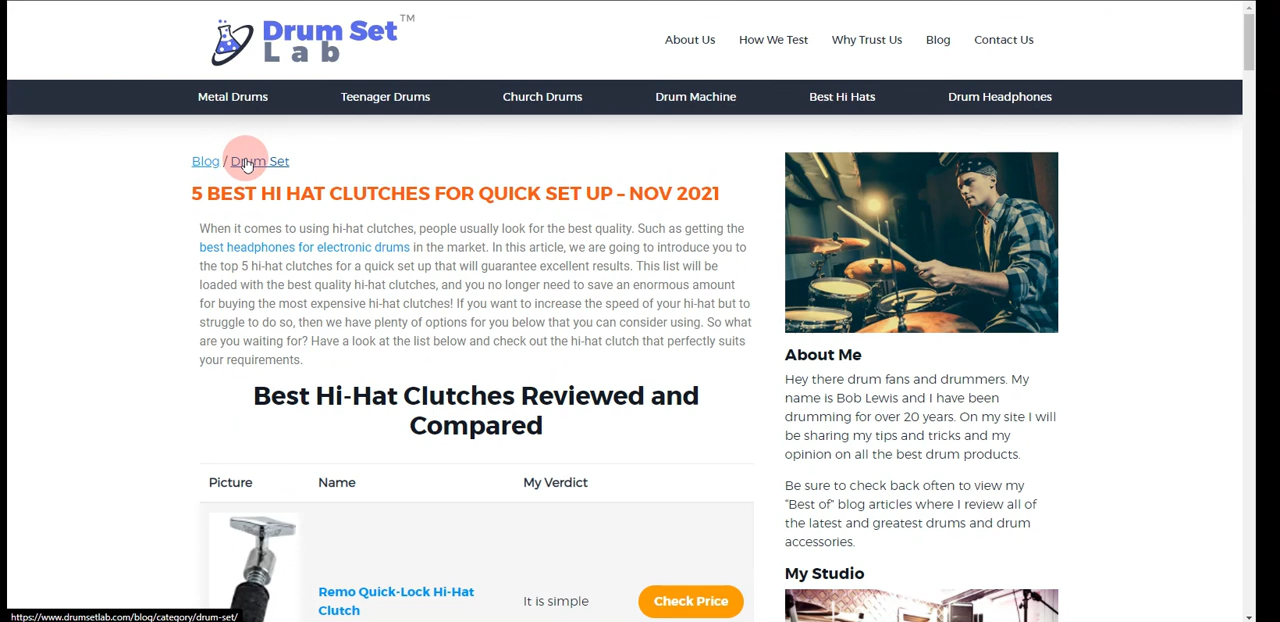 Drum Set™
Lab
About Us How We Test Why Trust Us Blog Contact Us
Metal Drums Teenager Drums Church Drums Drum Machine Best Hi Hats Drum Headphones
Blog / Drum Set
5 BEST HI HAT CLUTCHES FOR QUICK SET UP – NOV 2021
When it comes to using hi-hat clutches, people usually look for the best quality. Such as getting the
best headphones for electronic drums in the market. In this article, we are going to introduce you to
the top 5 hi-hat clutches for a quick set up that will guarantee excellent results. This list will be
loaded with the best quality hi-hat clutches, and you no longer need to save an enormous amount
for buying the most expensive hi-hat clutches! If you want to increase the speed of your hi-hat but to
struggle to do so, then we have plenty of options for you below that you can consider using. So what
are you waiting for? Have a look at the list below and check out the hi-hat clutch that perfectly suits
your requirements.
Best Hi-Hat Clutches Reviewed and
Compared
Picture Name My Verdict
Remo Quick-Lock Hi-Hat
Clutch
It is simple
Check Price
About Me
Hey there drum fans and drummers. My
name is Bob Lewis and I have been
drumming for over 20 years. On my site I will
be sharing my tips and tricks and my
opinion on all the best drum products.
Be sure to check back often to view my
“Best of” blog articles where I review all of
the latest and greatest drums and drum
accessories.
My Studio
https://www.drumsetlab.com/blog/category/drum-set/